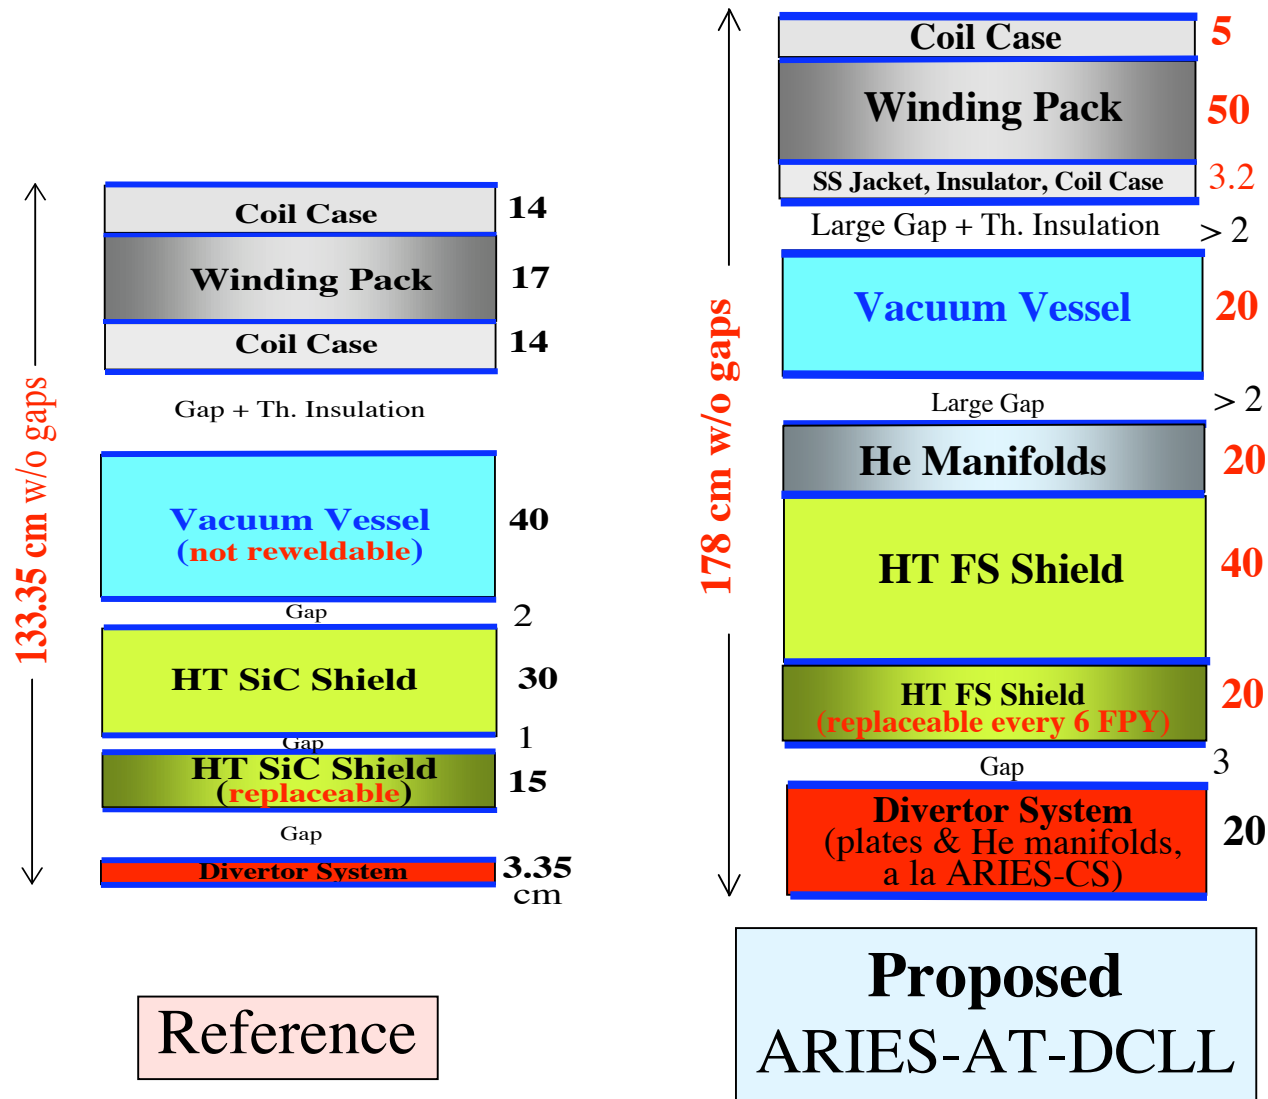 133.35 cm w/o gaps
Coil Case 14
Winding Pack 17
Coil Case 14
Gap + Th. Insulation
Vacuum Vessel 40
(not reweldable)
Gap 2
HT SiC Shield 30
Gap 1
HT SiC Shield
(replaceable) 15
Gap
Divertor System 3.35
cm
Reference
178 cm w/o gaps
Coil Case 5
Winding Pack 50
SS Jacket, Insulator, Coil Case 3.2
Large Gap + Th. Insulation > 2
Vacuum Vessel 20
Large Gap > 2
He Manifolds 20
HT FS Shield 40
HT FS Shield 20
(replaceable every 6 FPY)
Gap 3
Divertor System 20
(plates & He manifolds,
a la ARIES-CS)
Proposed
ARIES-AT-DCLL